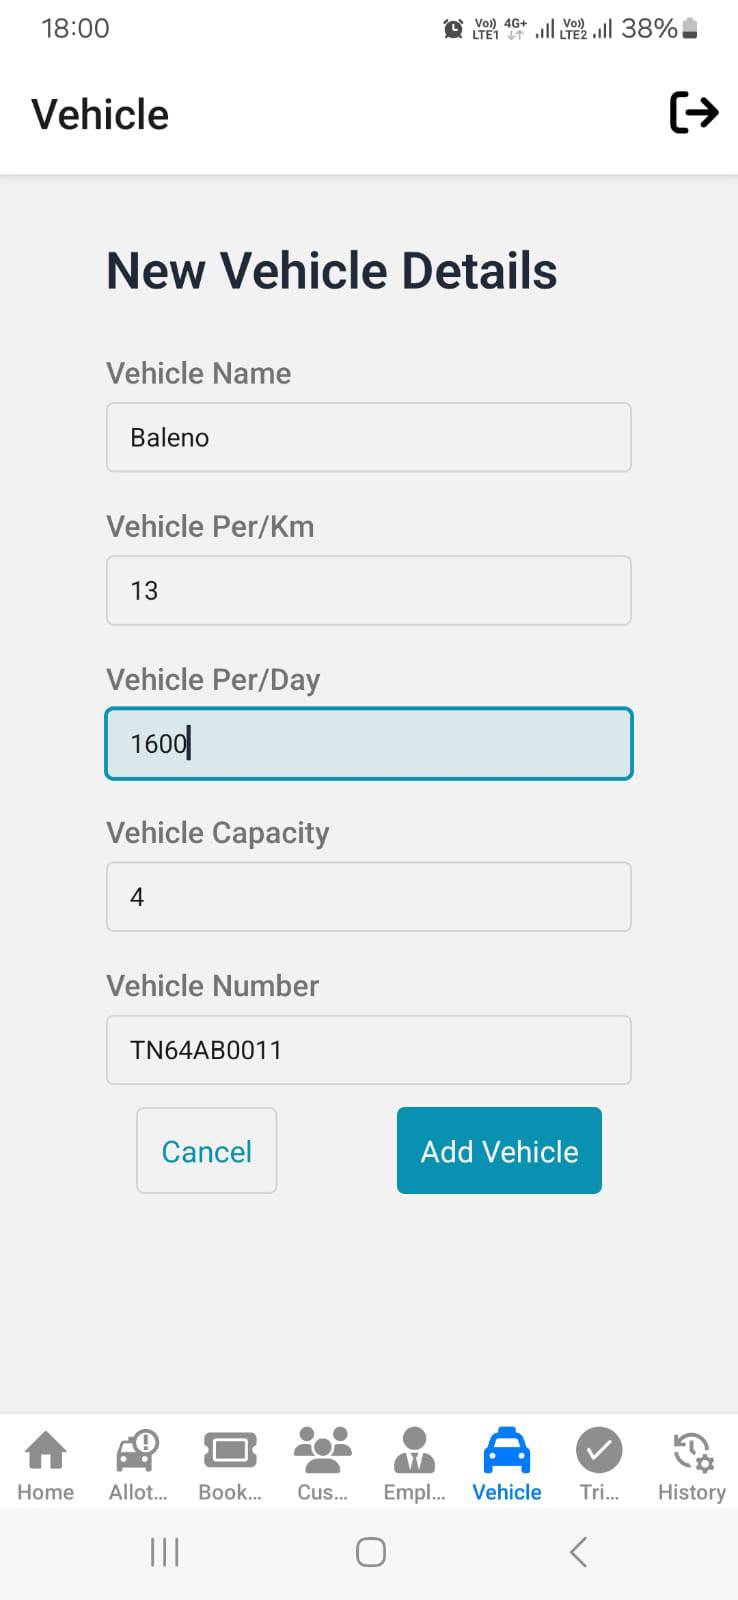 18:00 Vo)) LTE1 4G+ Vo)) LTE2 38%
Vehicle
New Vehicle Details
Vehicle Name
Baleno
Vehicle Per/Km
13
Vehicle Per/Day
1600
Vehicle Capacity
4
Vehicle Number
TN64AB0011
Cancel Add Vehicle
Home Allot... Book... Cus... Empl... Vehicle Tri... History